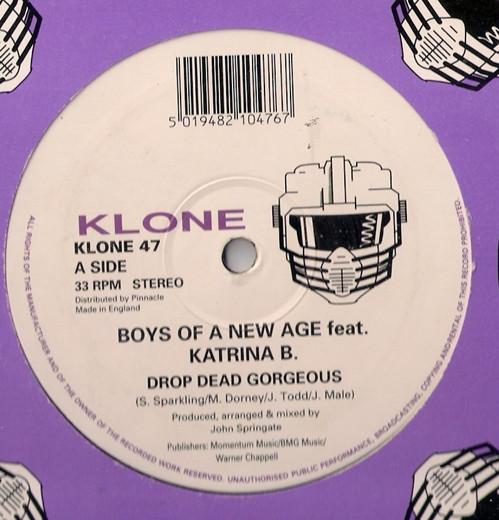 5 019482 104767
KLONE
KLONE 47
A SIDE
33 RPM STEREO
Distributed by Pinnacle
Made in England
BOYS OF A NEW AGE feat.
KATRINA B.
DROP DEAD GORGEOUS
(S. Sparkling/M. Dorney/J. Todd/J. Male)
Produced, arranged & mixed by
John Springate
Publishers: Momentum Music/BMG Music/
Warner Chappell
ALL RIGHTS OF THE MANUFACTURER AND OF THE OWNER OF THE RECORDED WORK RESERVED. UNAUTHORISED PUBLIC PERFORMANCE, BROADCASTING, COPYING AND RENTAL OF THIS RECORD PROHIBITED.